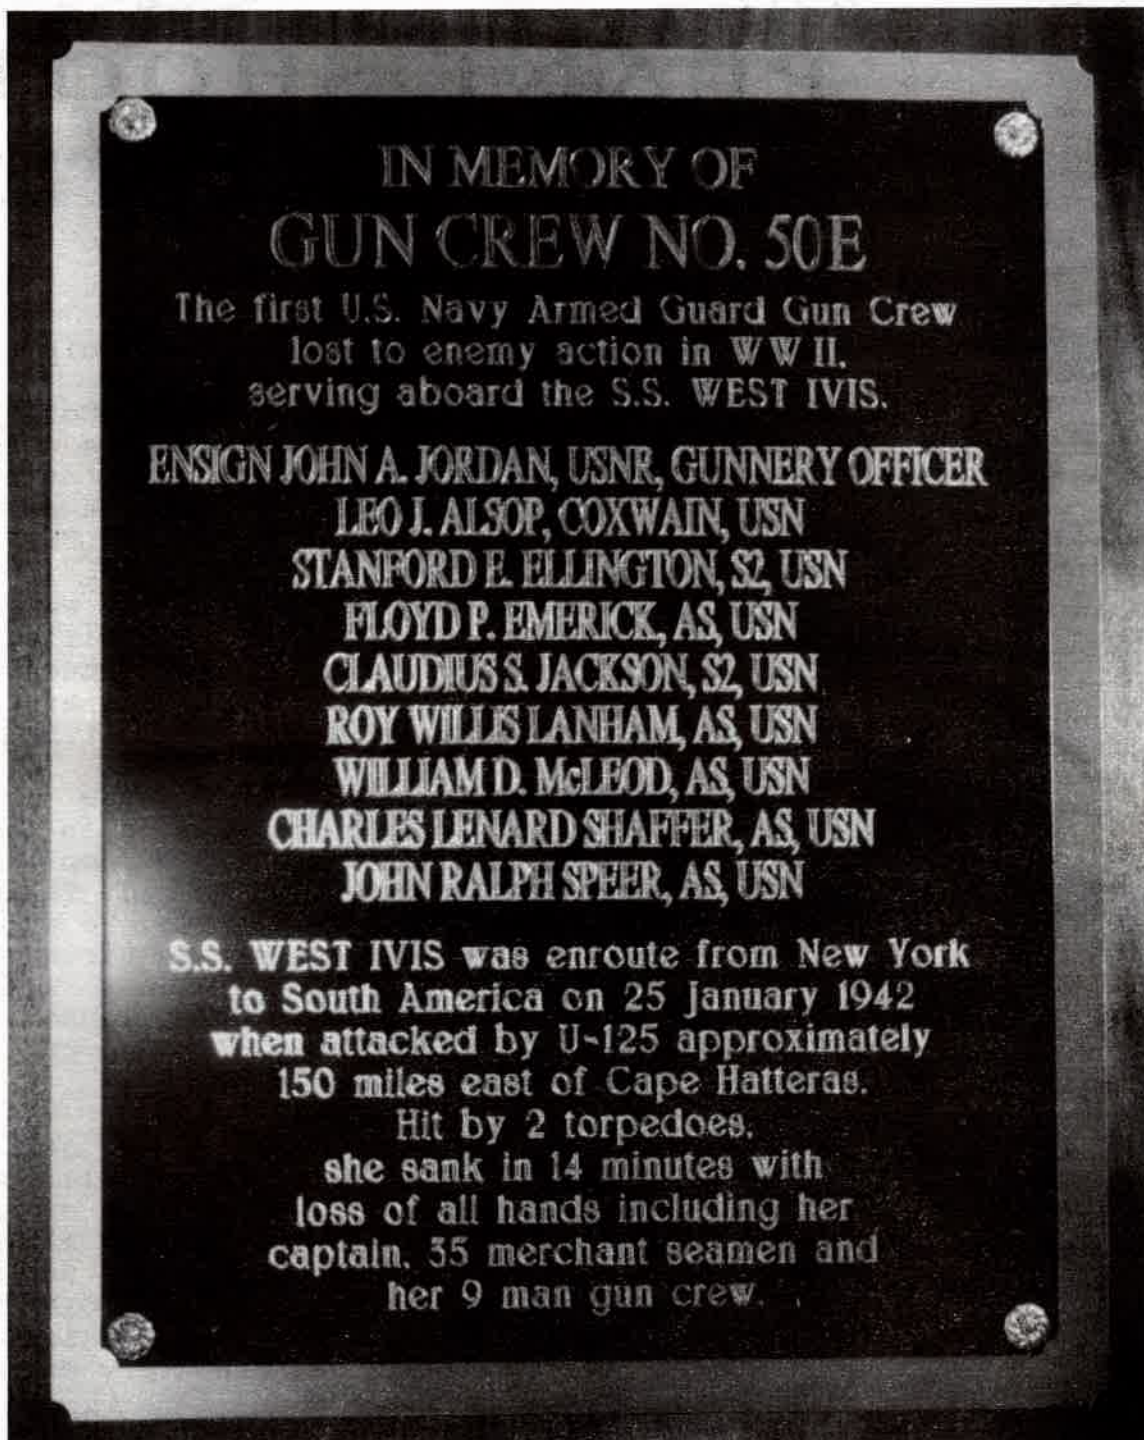 IN MEMORY OF
GUN CREW NO. 50E
The first U.S. Navy Armed Guard Gun Crew
lost to enemy action in WW II,
serving aboard the S.S. WEST IVIS.
ENSIGN JOHN A. JORDAN, USNR, GUNNERY OFFICER
LEO J. ALSOP, COXWAIN, USN
STANFORD E. ELLINGTON, S2, USN
FLOYD P. EMERICK, AS, USN
CLAUDIUS S. JACKSON, S2, USN
ROY WILLIS LANHAM, AS, USN
WILLIAM D. McLEOD, AS, USN
CHARLES LENARD SHAFFER, AS, USN
JOHN RALPH SPEER, AS, USN
S.S. WEST IVIS was enroute from New York
to South America on 25 January 1942
when attacked by U-125 approximately
150 miles east of Cape Hatteras.
Hit by 2 torpedoes,
she sank in 14 minutes with
loss of all hands including her
captain, 35 merchant seamen and
her 9 man gun crew.